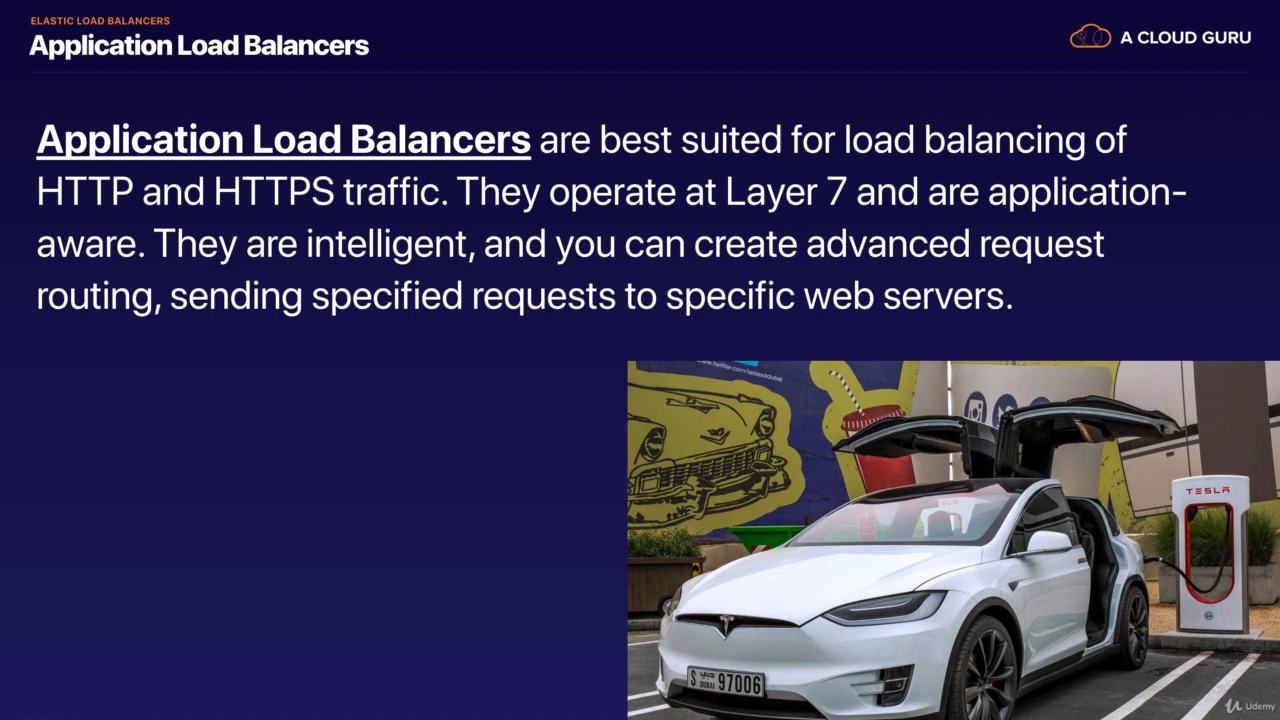 ELASTIC LOAD BALANCERS
Application Load Balancers
A CLOUD GURU
Application Load Balancers are best suited for load balancing of
HTTP and HTTPS traffic. They operate at Layer 7 and are application-
aware. They are intelligent, and you can create advanced request
routing, sending specified requests to specific web servers.
www.twitter.com/lastexitdubai
TESLA
S DUBAI دبي 97006
Udemy